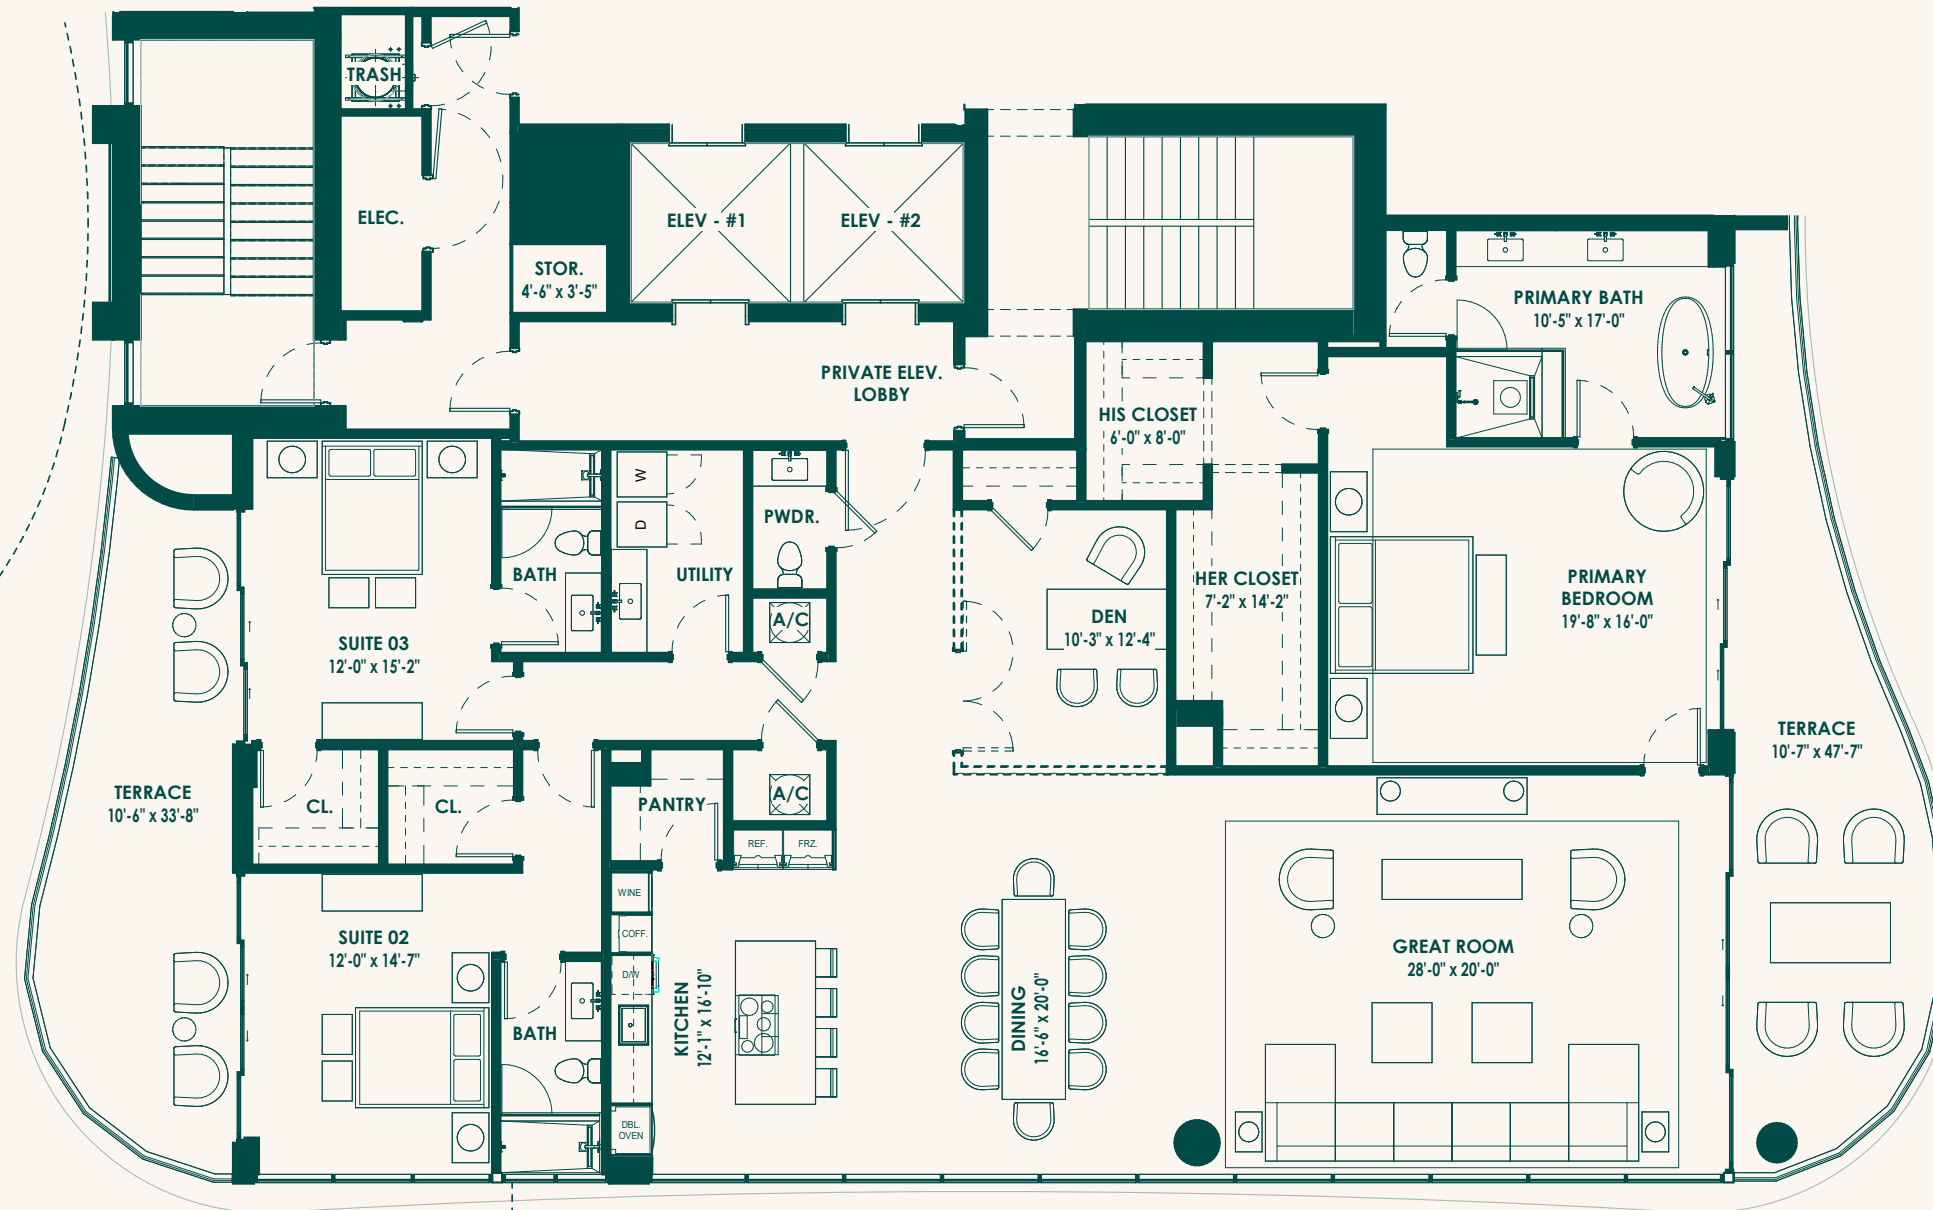 TRASH
ELEC.
ELEV - #1
ELEV - #2
STOR.
4'-6" x 3'-5"
PRIVATE ELEV.
LOBBY
PRIMARY BATH
10'-5" x 17'-0"
HIS CLOSET
6'-0" x 8'-0"
W
D
PWDR.
BATH
UTILITY
A/C
SUITE 03
12'-0" x 15'-2"
DEN
10'-3" x 12'-4"
HER CLOSET
7'-2" x 14'-2"
PRIMARY
BEDROOM
19'-8" x 16'-0"
TERRACE
10'-7" x 47'-7"
TERRACE
10'-6" x 33'-8"
CL.
CL.
PANTRY
A/C
REF.
FRZ.
WINE
COFF.
D/W
SUITE 02
12'-0" x 14'-7"
BATH
KITCHEN
12'-1" x 16'-10"
DBL.
OVEN
DINING
16'-6" x 20'-0"
GREAT ROOM
28'-0" x 20'-0"